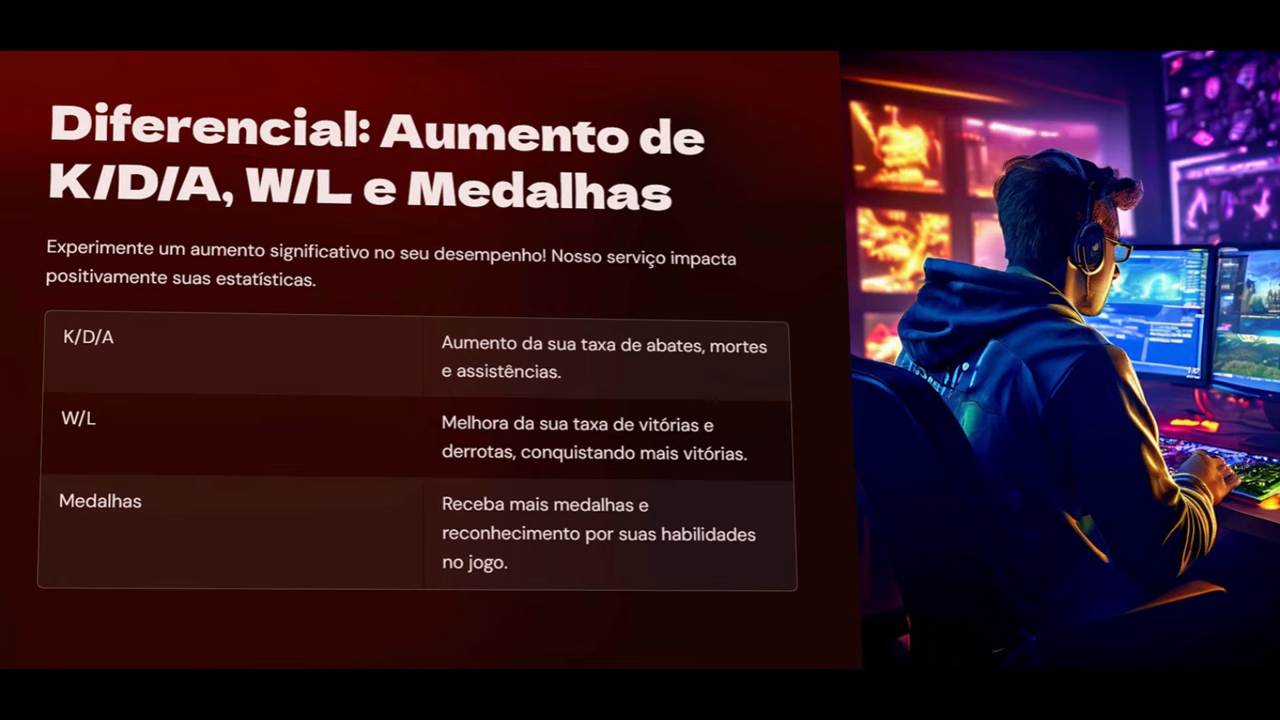 Diferencial: Aumento de
K/D/A, W/L e Medalhas
Experimente um aumento significativo no seu desempenho! Nosso serviço impacta
positivamente suas estatísticas.
K/D/A
Aumento da sua taxa de abates, mortes
e assistências.
W/L
Melhora da sua taxa de vitórias e
derrotas, conquistando mais vitórias.
Medalhas
Receba mais medalhas e
reconhecimento por suas habilidades
no jogo.